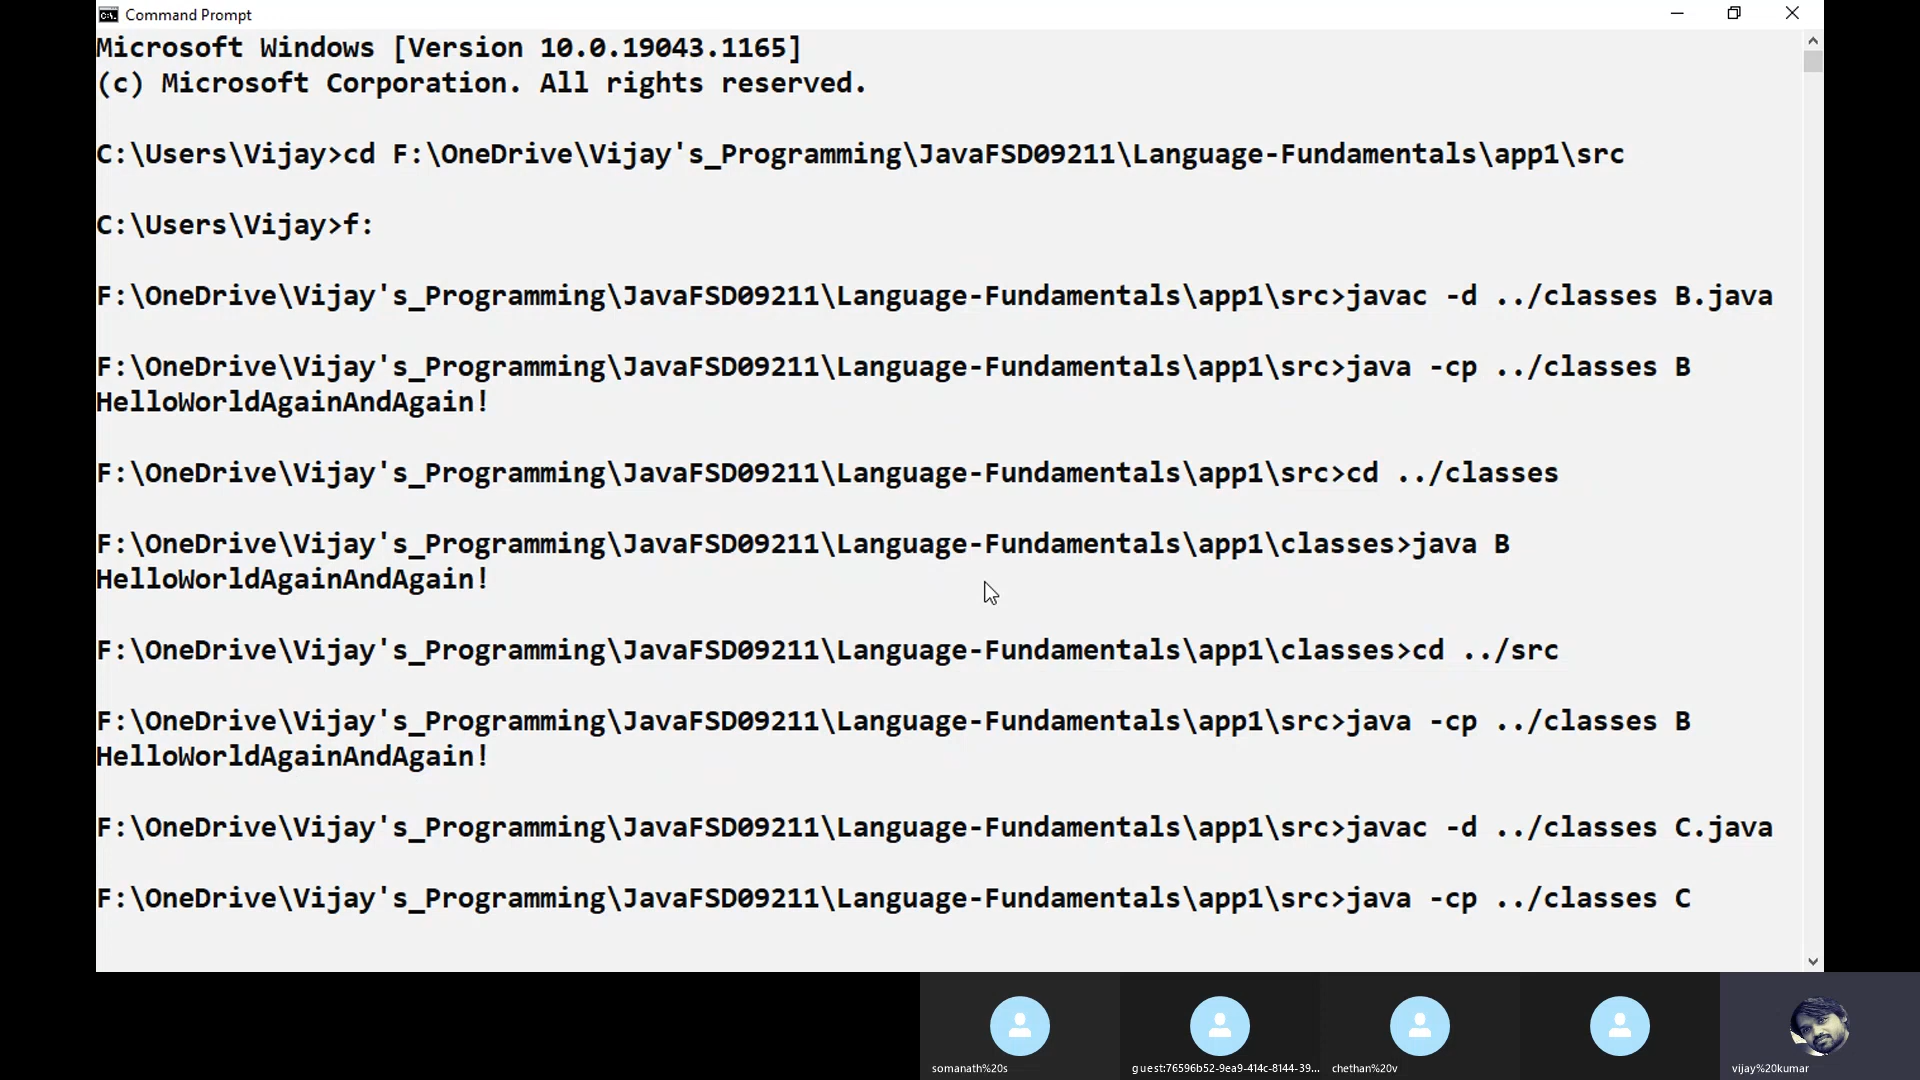 Command Prompt
Microsoft Windows [Version 10.0.19043.1165]
(c) Microsoft Corporation. All rights reserved.
C:\Users\Vijay>cd F:\OneDrive\Vijay's_Programming\JavaFSD09211\Language-Fundamentals\app1\src
C:\Users\Vijay>f:
F:\OneDrive\Vijay's_Programming\JavaFSD09211\Language-Fundamentals\app1\src>javac -d ../classes B.java
F:\OneDrive\Vijay's_Programming\JavaFSD09211\Language-Fundamentals\app1\src>java -cp ../classes B
HelloWorldAgainAndAgain!
F:\OneDrive\Vijay's_Programming\JavaFSD09211\Language-Fundamentals\app1\src>cd ../classes
F:\OneDrive\Vijay's_Programming\JavaFSD09211\Language-Fundamentals\app1\classes>java B
HelloWorldAgainAndAgain!
F:\OneDrive\Vijay's_Programming\JavaFSD09211\Language-Fundamentals\app1\classes>cd ../src
F:\OneDrive\Vijay's_Programming\JavaFSD09211\Language-Fundamentals\app1\src>java -cp ../classes B
HelloWorldAgainAndAgain!
F:\OneDrive\Vijay's_Programming\JavaFSD09211\Language-Fundamentals\app1\src>javac -d ../classes C.java
F:\OneDrive\Vijay's_Programming\JavaFSD09211\Language-Fundamentals\app1\src>java -cp ../classes C
somanath%20s
guest:76596b52-9ea9-414c-8144-39...
chethan%20v
vijay%20kumar